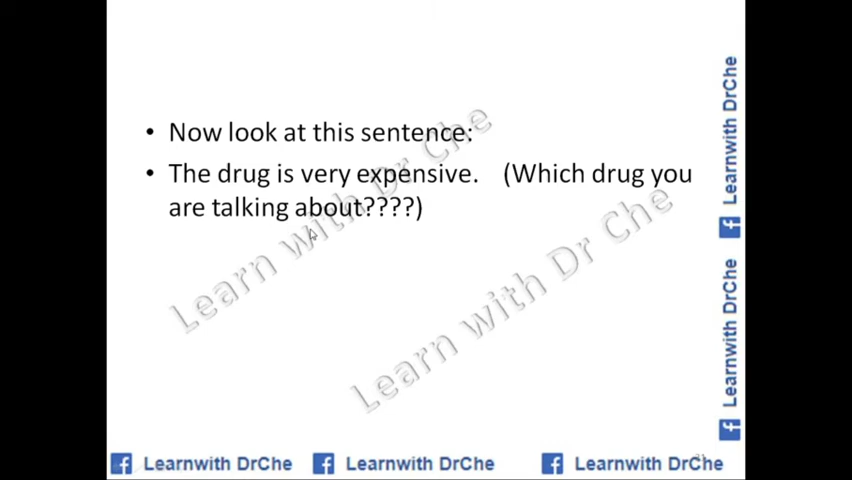 • Now look at this sentence:
• The drug is very expensive. (Which drug you
are talking about????)
Learn with Dr Che
Learn with Dr Che
Learnwith DrChe
Learnwith DrChe
Learnwith DrChe
Learnwith DrChe
Learnwith DrChe